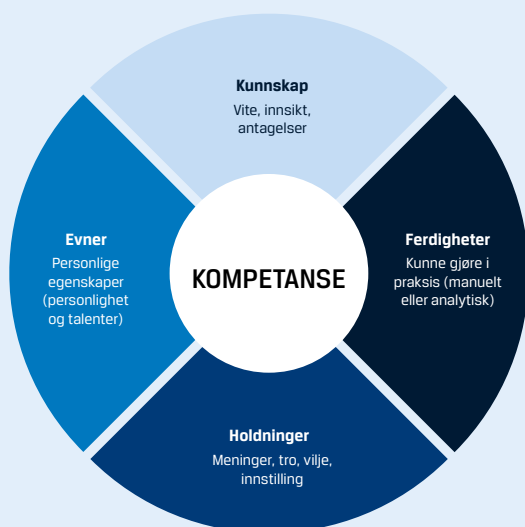 Kunnskap
Vite, innsikt,
antagelser
Evner
Personlige
egenskaper
(personlighet
og talenter)
KOMPETANSE
Ferdigheter
Kunne gjøre i
praksis (manuelt
eller analytisk)
Holdninger
Meninger, tro, vilje,
innstilling